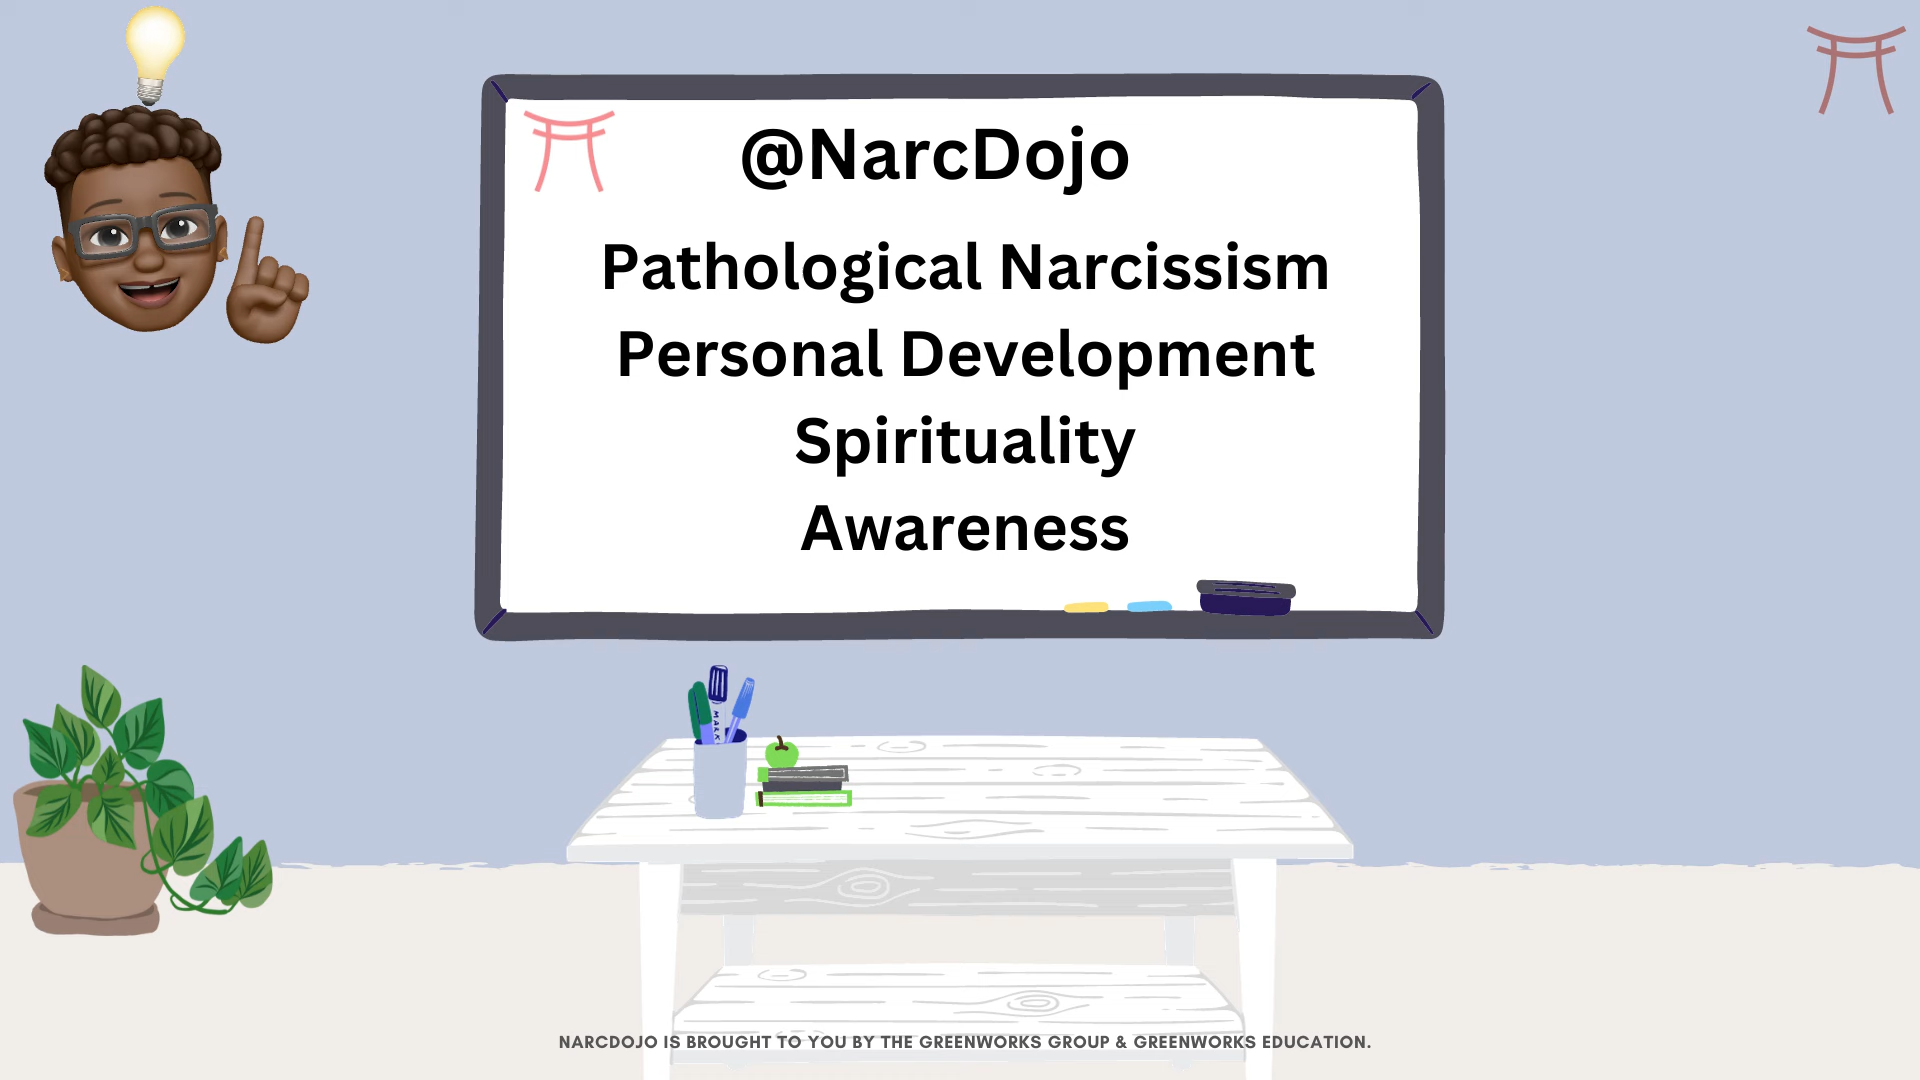 @NarcDojo
Pathological Narcissism
Personal Development
Spirituality
Awareness
NARCDOJO IS BROUGHT TO YOU BY THE GREENWORKS GROUP & GREENWORKS EDUCATION.